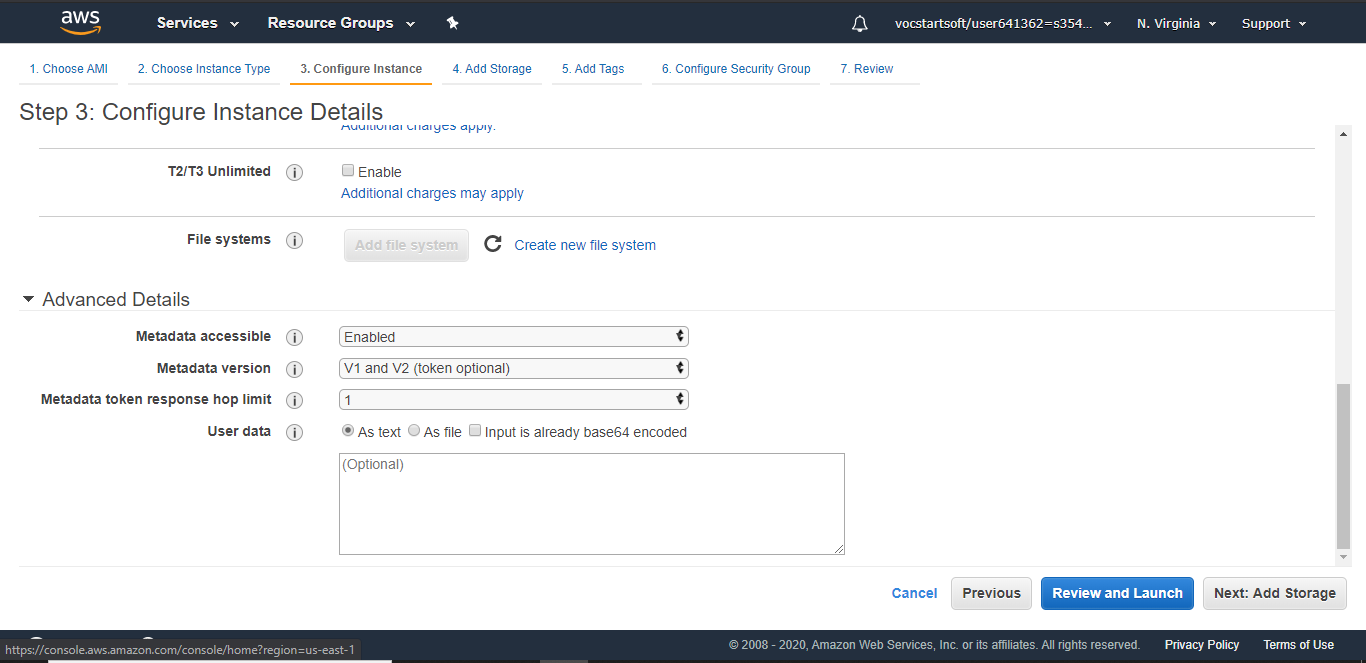 aws Services Resource Groups vocstartsoft/user641362=s354... N. Virginia Support
1. Choose AMI 2. Choose Instance Type 3. Configure Instance 4. Add Storage 5. Add Tags 6. Configure Security Group 7. Review
Step 3: Configure Instance Details
Additional charges apply.
T2/T3 Unlimited i Enable
Additional charges may apply
File systems i Add file system Create new file system
Advanced Details
Metadata accessible i Enabled
Metadata version i V1 and V2 (token optional)
Metadata token response hop limit i 1
User data i As text As file Input is already base64 encoded
(Optional)
Cancel Previous Review and Launch Next: Add Storage
© 2008 - 2020, Amazon Web Services, Inc. or its affiliates. All rights reserved. Privacy Policy Terms of Use
https://console.aws.amazon.com/console/home?region=us-east-1